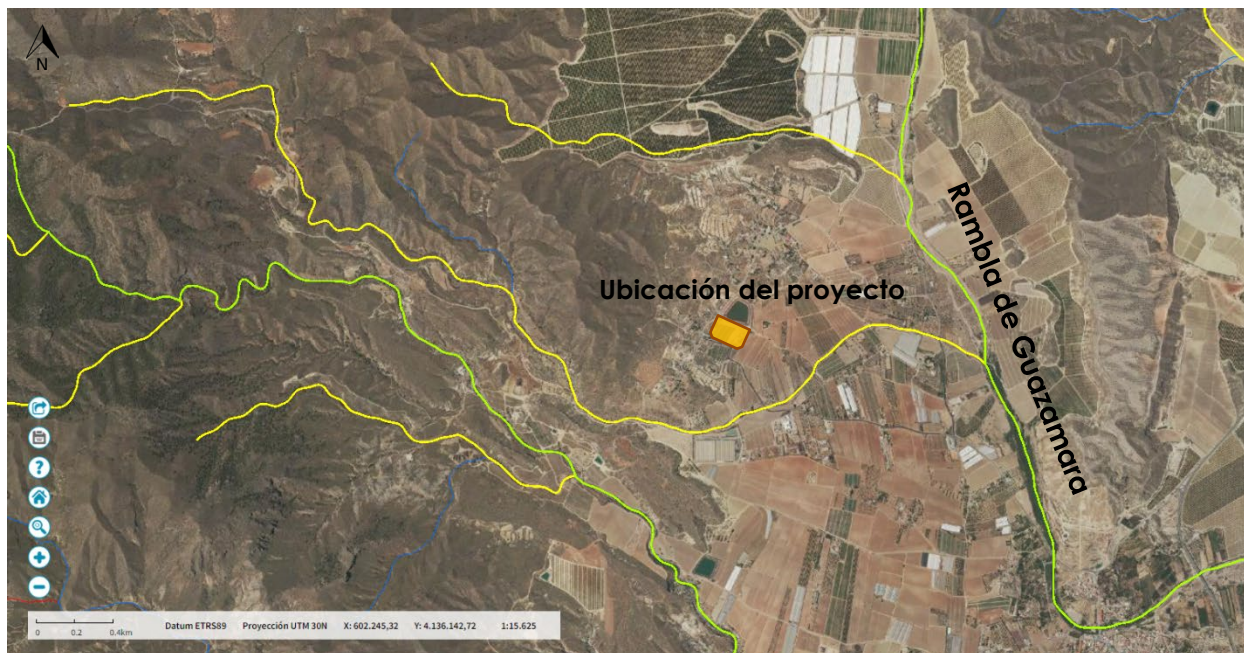 N
Ubicación del proyecto
Rambla de Guazamara
?
0 0.2 0.4km Datum ETRS89 Proyección UTM 30N X: 602.245,32 Y: 4.136.142,72 1:15.625